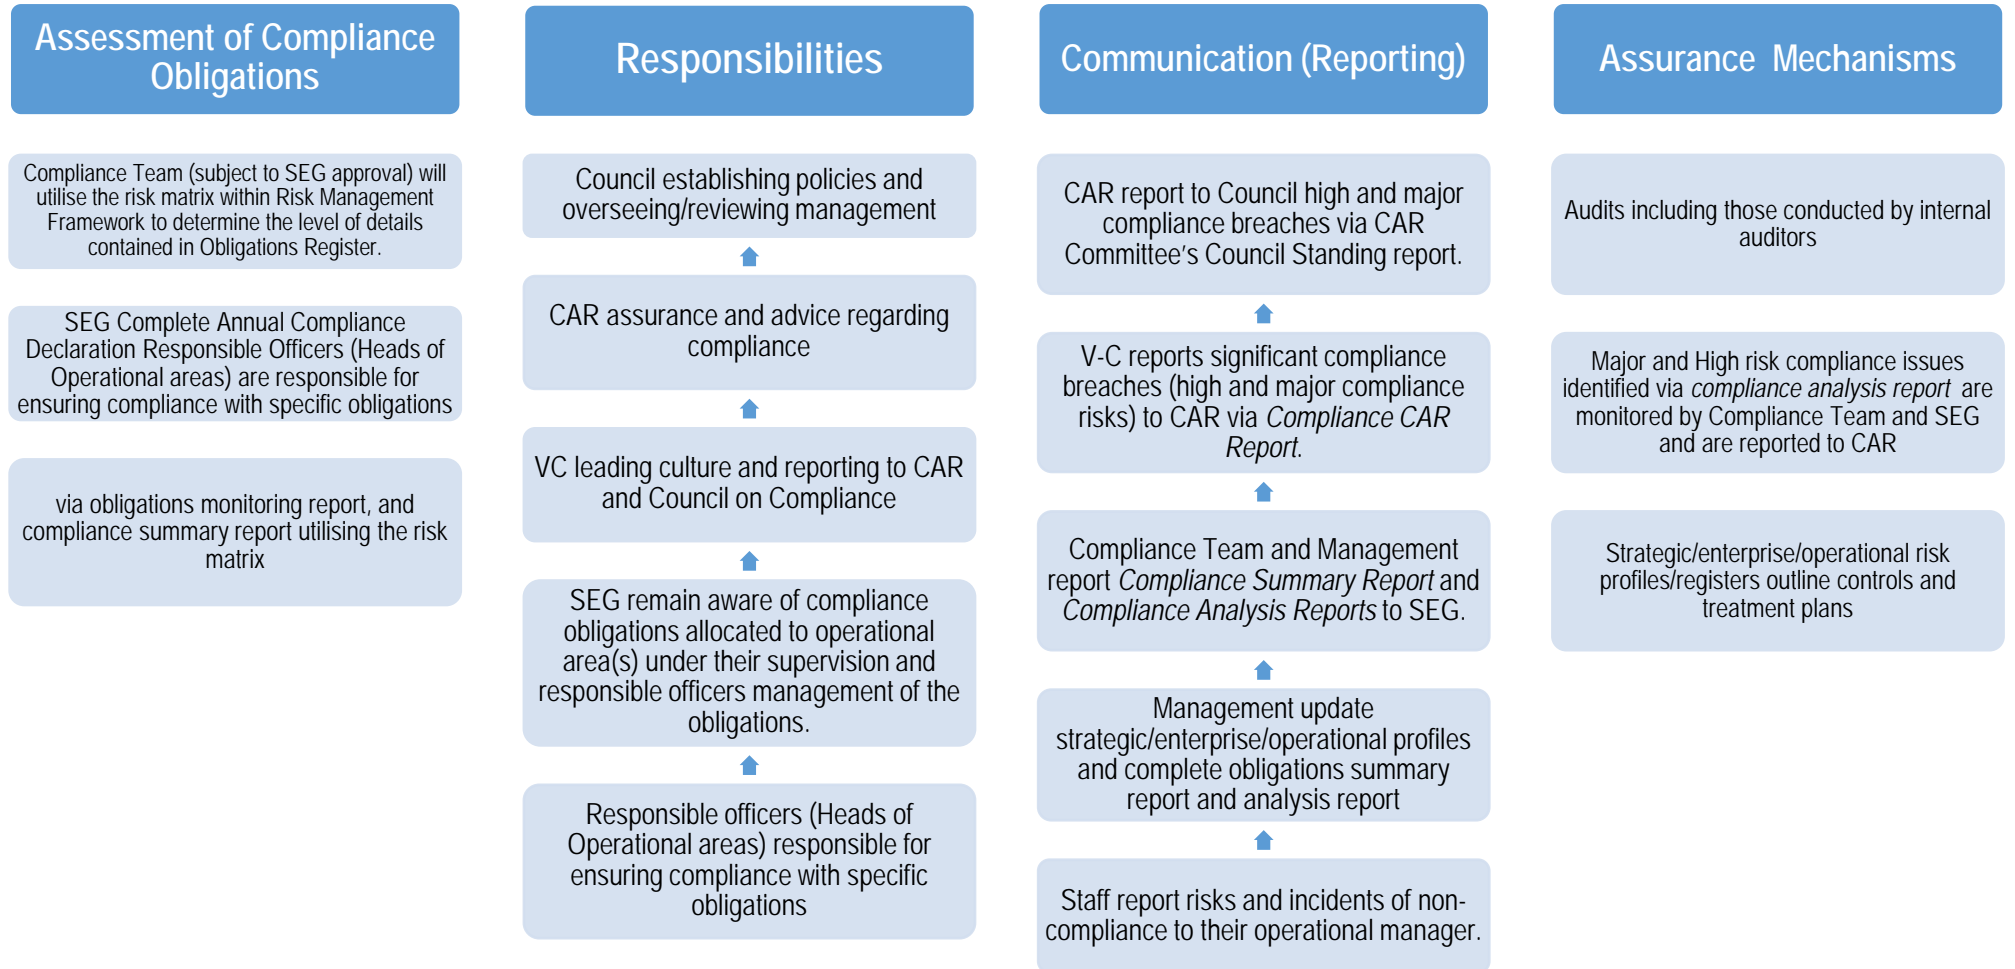 Assessment of Compliance
Obligations
Compliance Team (subject to SEG approval) will
utilise the risk matrix within Risk Management
Framework to determine the level of details
contained in Obligations Register.
SEG Complete Annual Compliance
Declaration Responsible Officers (Heads of
Operational areas) are responsible for
ensuring compliance with specific obligations
via obligations monitoring report, and
compliance summary report utilising the risk
matrix
Responsibilities
Council establishing policies and
overseeing/reviewing management
CAR assurance and advice regarding
compliance
VC leading culture and reporting to CAR
and Council on Compliance
SEG remain aware of compliance
obligations allocated to operational
area(s) under their supervision and
responsible officers management of the
obligations.
Responsible officers (Heads of
Operational areas) responsible for
ensuring compliance with specific
obligations
Communication (Reporting)
CAR report to Council high and major
compliance breaches via CAR
Committee's Council Standing report.
V-C reports significant compliance
breaches (high and major compliance
risks) to CAR via Compliance CAR
Report.
Compliance Team and Management
report Compliance Summary Report and
Compliance Analysis Reports to SEG.
Management update
strategic/enterprise/operational profiles
and complete obligations summary
report and analysis report
Staff report risks and incidents of non-
compliance to their operational manager.
Assurance Mechanisms
Audits including those conducted by internal
auditors
Major and High risk compliance issues
identified via compliance analysis report are
monitored by Compliance Team and SEG
and are reported to CAR
Strategic/enterprise/operational risk
profiles/registers outline controls and
treatment plans